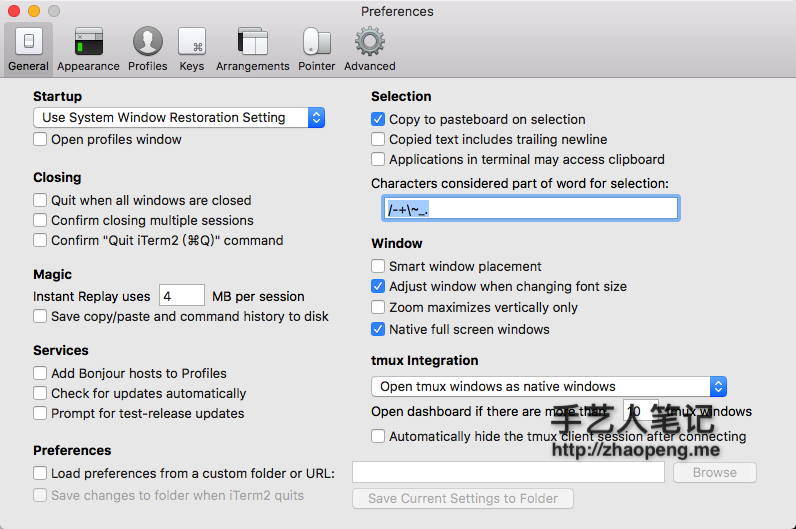 Preferences
General
Appearance
Profiles
Keys
Arrangements
Pointer
Advanced
Startup
Use System Window Restoration Setting
Open profiles window
Closing
Quit when all windows are closed
Confirm closing multiple sessions
Confirm "Quit iTerm2 (⌘Q)" command
Magic
Instant Replay uses 4 MB per session
Save copy/paste and command history to disk
Services
Add Bonjour hosts to Profiles
Check for updates automatically
Prompt for test-release updates
Preferences
Load preferences from a custom folder or URL:
Browse
Save changes to folder when iTerm2 quits
Save Current Settings to Folder
Selection
Copy to pasteboard on selection
Copied text includes trailing newline
Applications in terminal may access clipboard
Characters considered part of word for selection:
/-+\~_.
Window
Smart window placement
Adjust window when changing font size
Zoom maximizes vertically only
Native full screen windows
tmux Integration
Open tmux windows as native windows
Open dashboard if there are more than 10 tmux windows
Automatically hide the tmux client session after connecting
手艺人笔记
http://zhaopeng.me